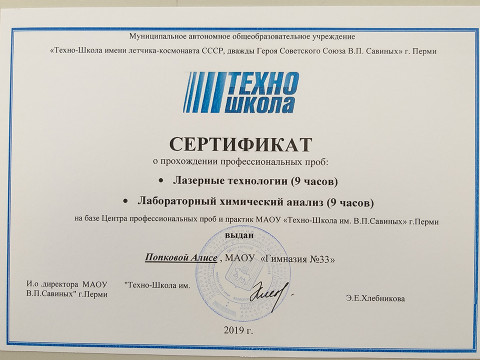 Муниципальное автономное общеобразовательное учреждение
«Техно-Школа имени летчика-космонавта СССР, дважды Героя Советского Союза В.П. Савиных» г. Перми
ТЕХНО
ШКОЛА
СЕРТИФИКАТ
о прохождении профессиональных проб:
• Лазерные технологии (9 часов)
• Лабораторный химический анализ (9 часов)
на базе Центра профессиональных проб и практик МАОУ «Техно-Школа им. В.П.Савиных» г.Перми
выдан
Попковой Алисе , МАОУ «Гимназия №33»
И.о директора МАОУ "Техно-Школа им.
В.П.Савиных" г.Перми
Э.Е.Хлебникова
2019 г.